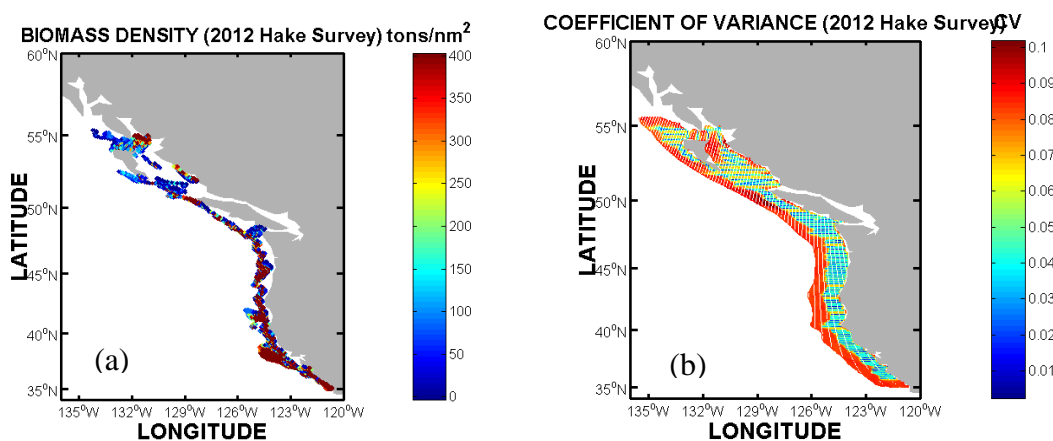 BIOMASS DENSITY (2012 Hake Survey) tons/nm²
60°N
55°N
50°N
45°N
40°N
35°N
LATITUDE
(a)
135°W 132°W 129°W 126°W 123°W 120°W
LONGITUDE
400
350
300
250
200
150
100
50
0
COEFFICIENT OF VARIANCE (2012 Hake Survey) CV
60°N
55°N
50°N
45°N
40°N
35°N
LATITUDE
(b)
135°W 132°W 129°W 126°W 123°W 120°W
LONGITUDE
0.1
0.09
0.08
0.07
0.06
0.05
0.04
0.03
0.02
0.01